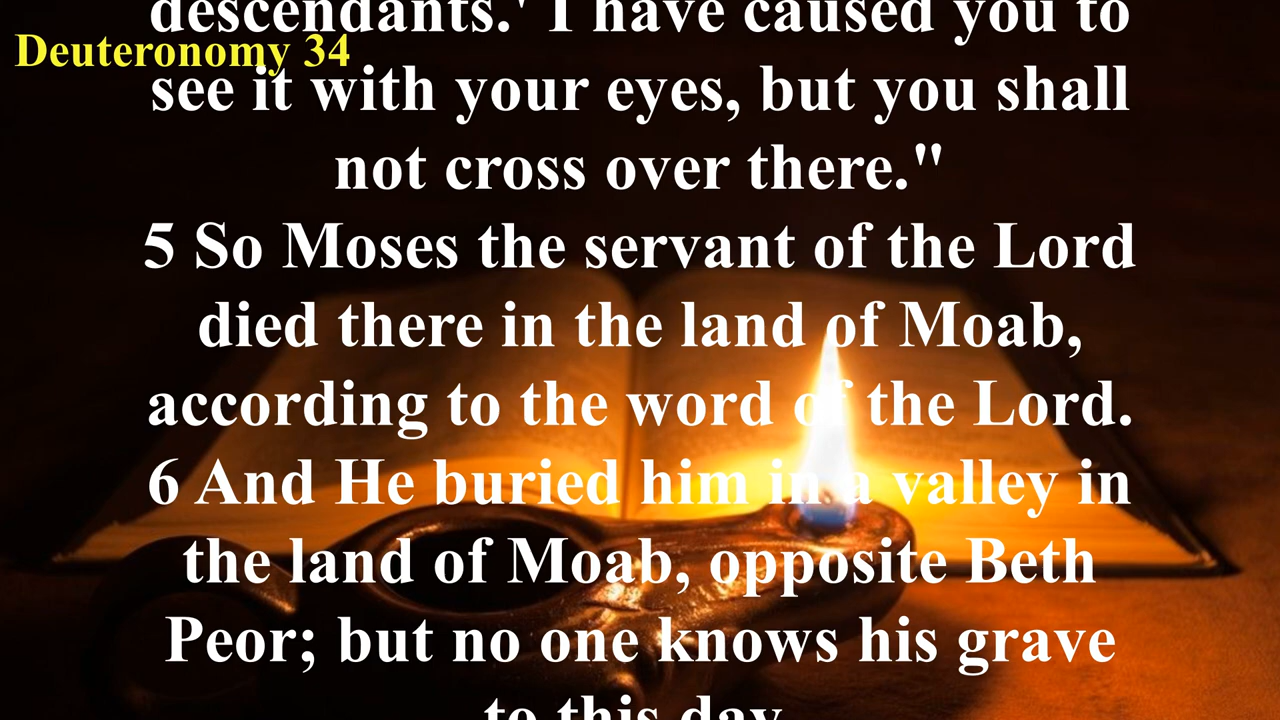 descendants.' I have caused you to
Deuteronomy 34
see it with your eyes, but you shall
not cross over there."
5 So Moses the servant of the Lord
died there in the land of Moab,
according to the word of the Lord.
6 And He buried him in a valley in
the land of Moab, opposite Beth
Peor; but no one knows his grave
to this day.